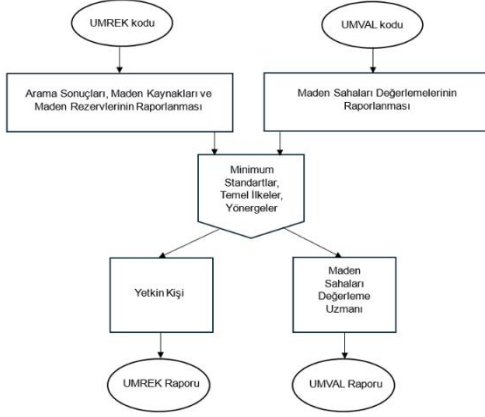 UMREK kodu
UMVAL kodu
Arama Sonuçları, Maden Kaynakları ve
Maden Rezervlerinin Raporlanması
Maden Sahaları Değerlemelerinin
Raporlanması
Minimum
Standartlar,
Temel İlkeler,
Yönergeler
Yetkin Kişi
Maden
Sahaları
Değerleme
Uzmanı
UMREK Raporu
UMVAL Raporu